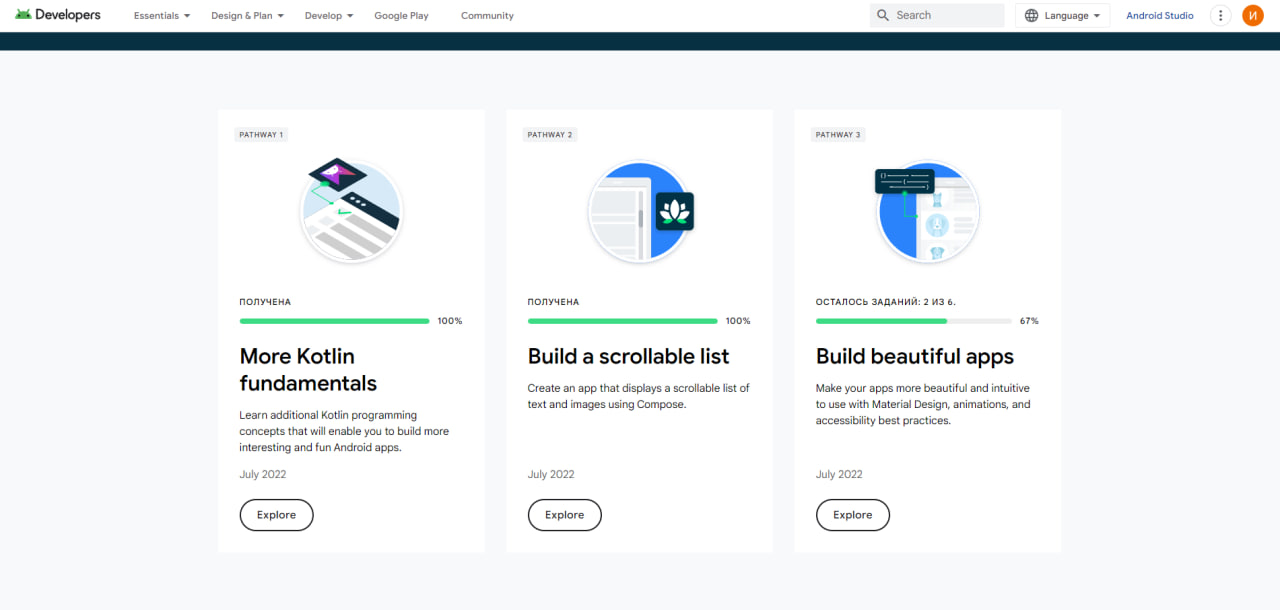 Developers
Essentials
Design & Plan
Develop
Google Play
Community
Search
Language
Android Studio
И
PATHWAY 1
ПОЛУЧЕНА
100%
More Kotlin
fundamentals
Learn additional Kotlin programming
concepts that will enable you to build more
interesting and fun Android apps.
July 2022
Explore
PATHWAY 2
ПОЛУЧЕНА
100%
Build a scrollable list
Create an app that displays a scrollable list of
text and images using Compose.
July 2022
Explore
PATHWAY 3
ОСТАЛОСЬ ЗАДАНИЙ: 2 ИЗ 6.
67%
Build beautiful apps
Make your apps more beautiful and intuitive
to use with Material Design, animations, and
accessibility best practices.
July 2022
Explore